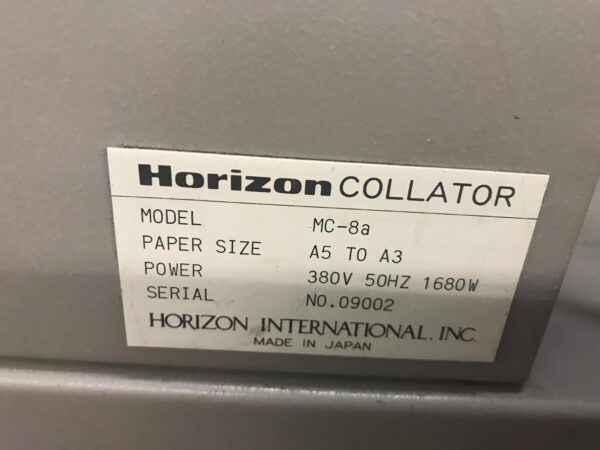 Horizon COLLATOR
MODEL MC-8a
PAPER SIZE A5 TO A3
POWER 380V 50HZ 1680W
SERIAL NO.09002
HORIZON INTERNATIONAL, INC.
MADE IN JAPAN